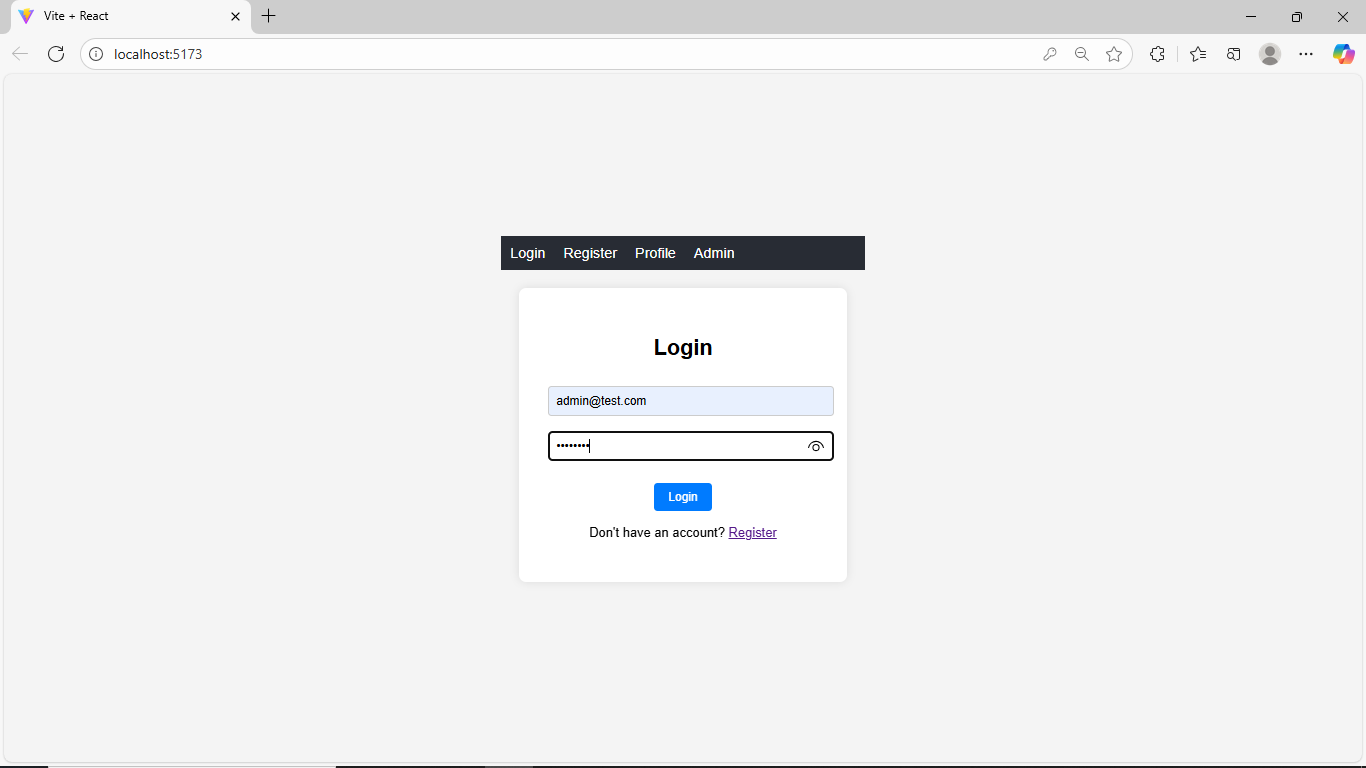 Vite + React
localhost:5173
Login Register Profile Admin
Login
admin@test.com
••••••••
Login
Don't have an account? Register